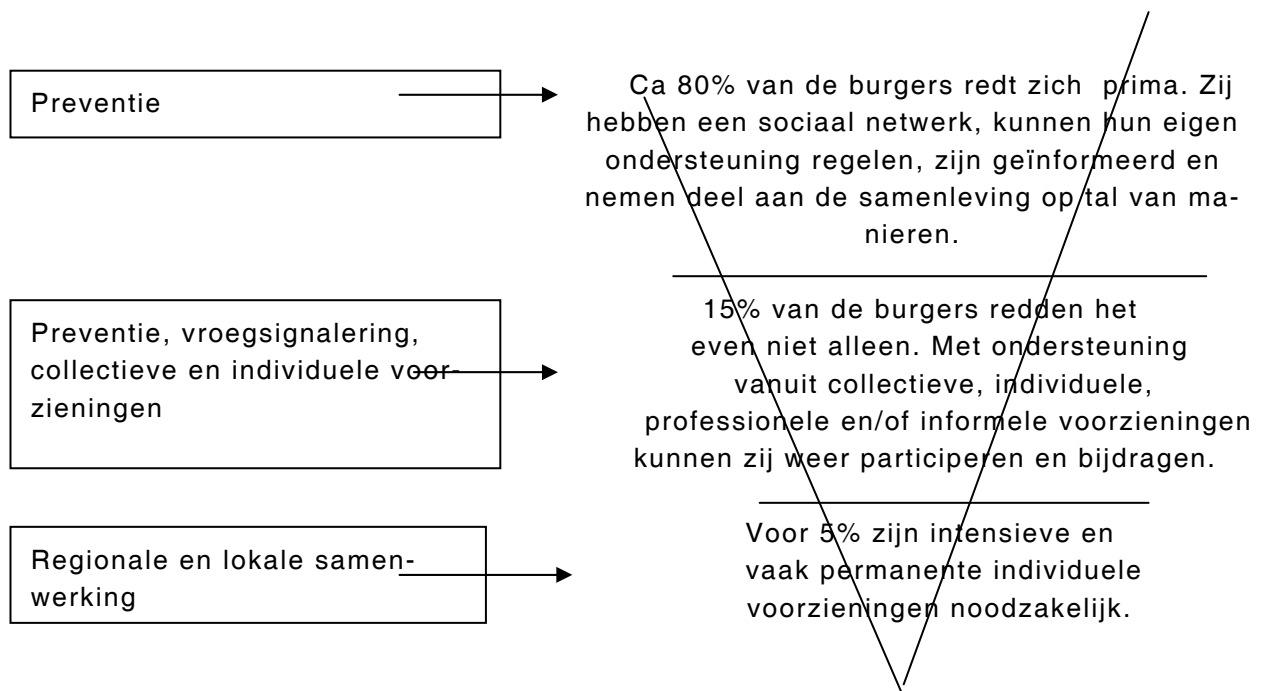 Preventie
Ca 80% van de burgers redt zich  prima. Zij
hebben een sociaal netwerk, kunnen hun eigen
ondersteuning regelen, zijn geïnformeerd en
nemen deel aan de samenleving op tal van ma-
nieren.
Preventie, vroegsignalering,
collectieve en individuele voor-
zieningen
15% van de burgers redden het
even niet alleen. Met ondersteuning
vanuit collectieve, individuele,
professionele en/of informele voorzieningen
kunnen zij weer participeren en bijdragen.
Regionale en lokale samen-
werking
Voor 5% zijn intensieve en
vaak permanente individuele
voorzieningen noodzakelijk.